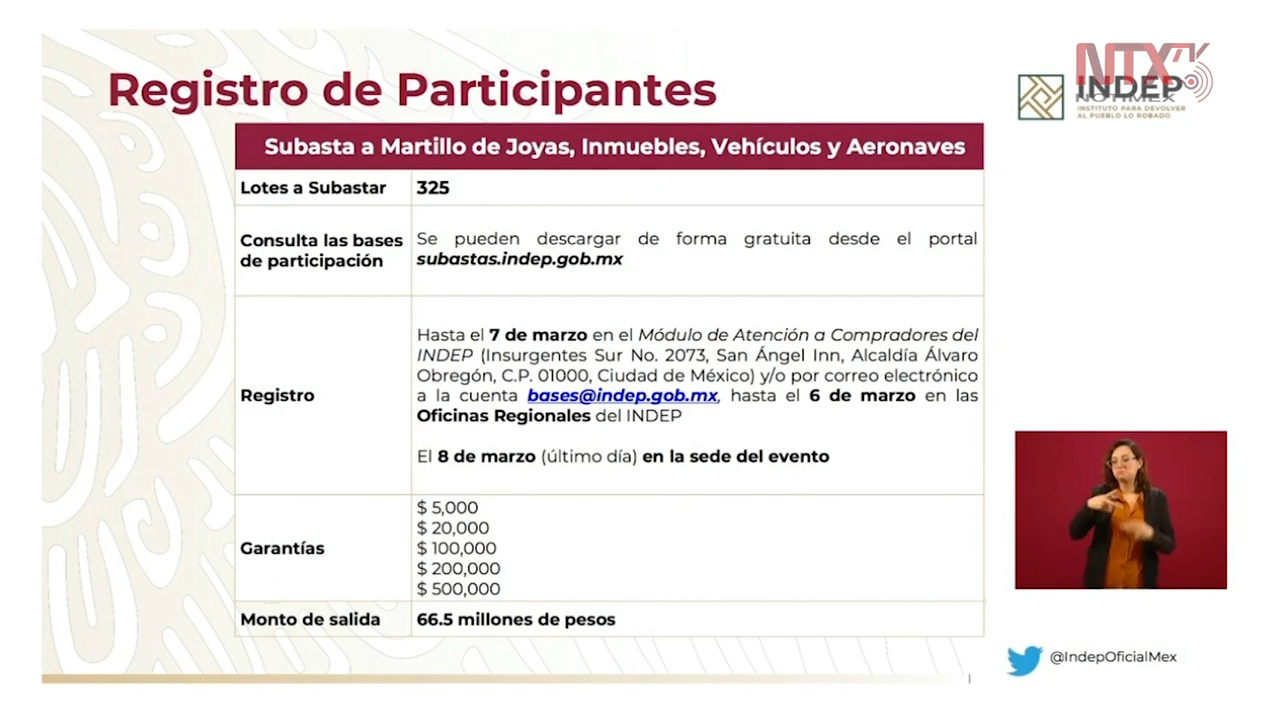 Registro de Participantes
NTX
NOTIMEX
INDEP
INSTITUTO PARA DEVOLVER
AL PUEBLO LO ROBADO
Subasta a Martillo de Joyas, Inmuebles, Vehículos y Aeronaves
Lotes a Subastar
325
Consulta las bases
de participación
Se pueden descargar de forma gratuita desde el portal
subastas.indep.gob.mx
Registro
Hasta el 7 de marzo en el Módulo de Atención a Compradores del
INDEP (Insurgentes Sur No. 2073, San Ángel Inn, Alcaldía Álvaro
Obregón, C.P. 01000, Ciudad de México) y/o por correo electrónico
a la cuenta bases@indep.gob.mx, hasta el 6 de marzo en las
Oficinas Regionales del INDEP
El 8 de marzo (último día) en la sede del evento
Garantías
$ 5,000
$ 20,000
$ 100,000
$ 200,000
$ 500,000
Monto de salida
66.5 millones de pesos
@IndepOficialMex